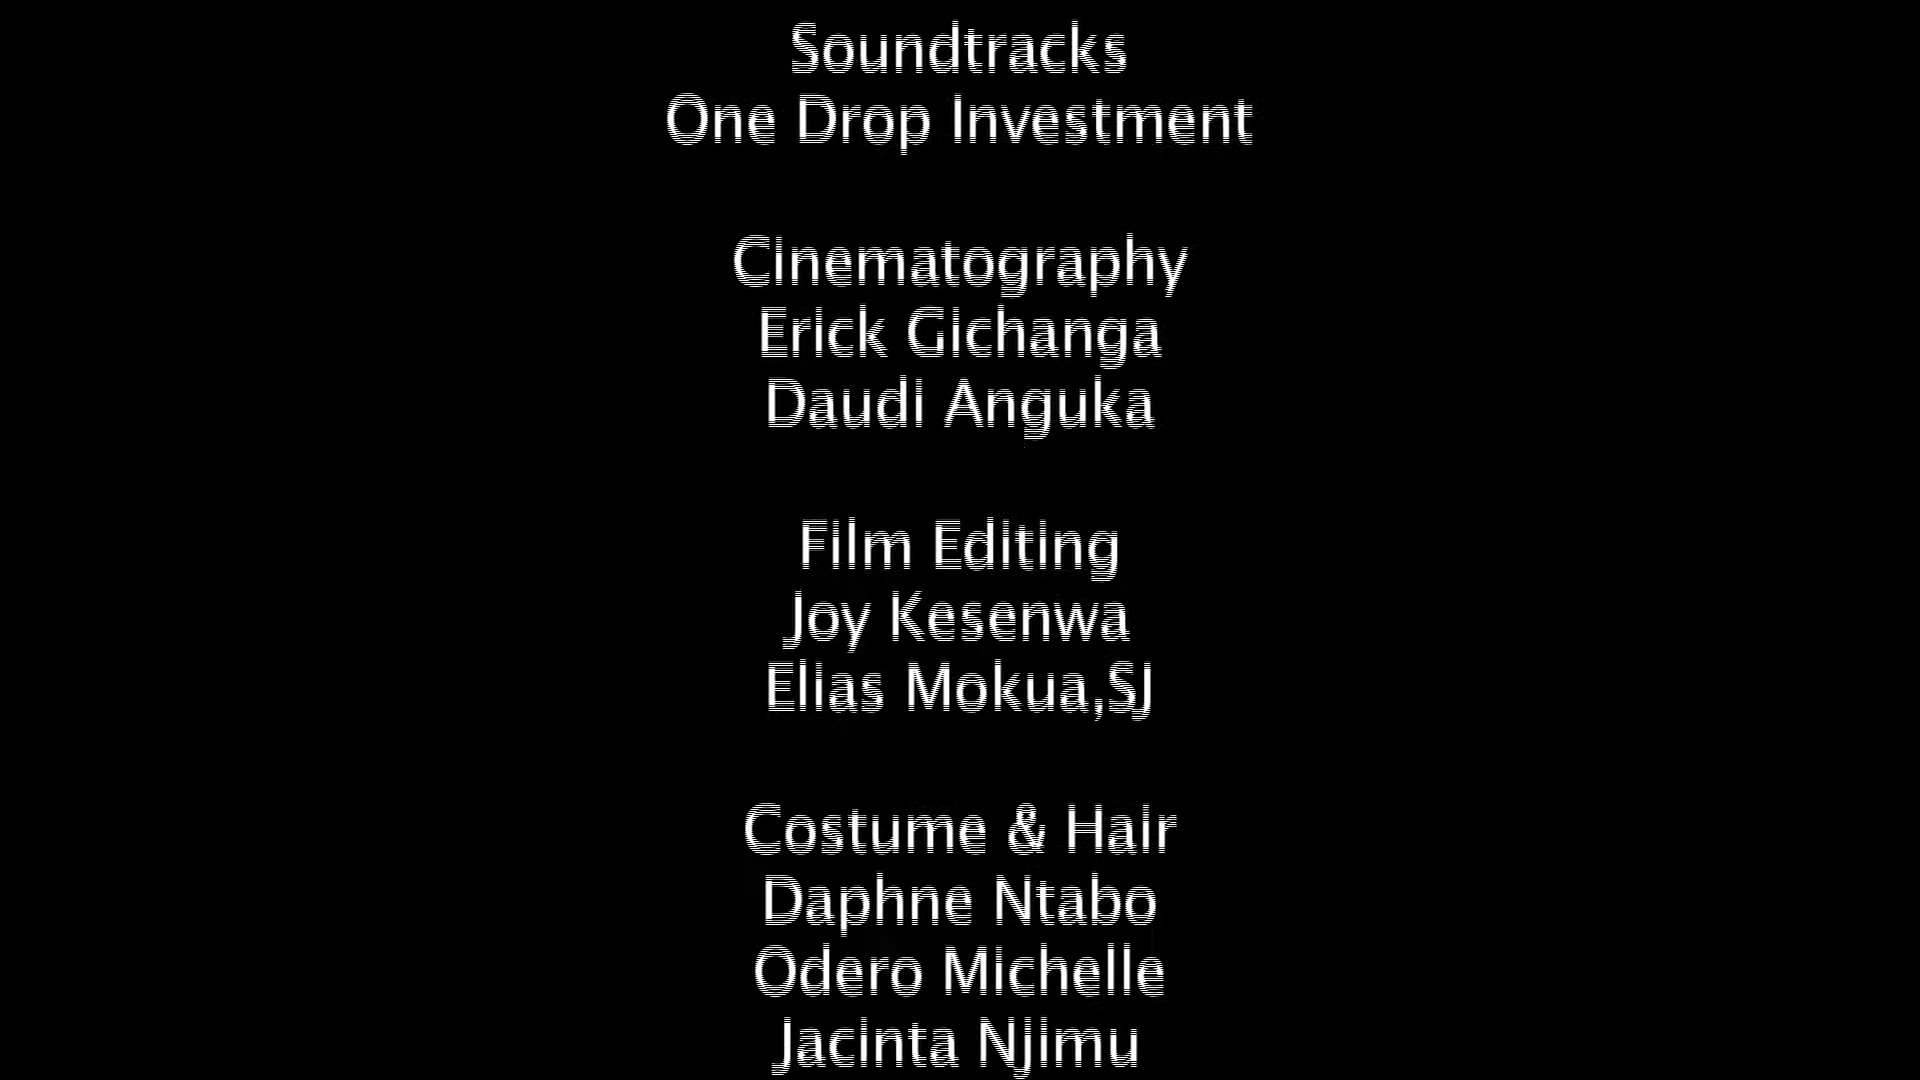 Soundtracks
One Drop Investment
Cinematography
Erick Gichanga
Daudi Anguka
Film Editing
Joy Kesenwa
Elias Mokua,SJ
Costume & Hair
Daphne Ntabo
Odero Michelle
Jacinta Njimu